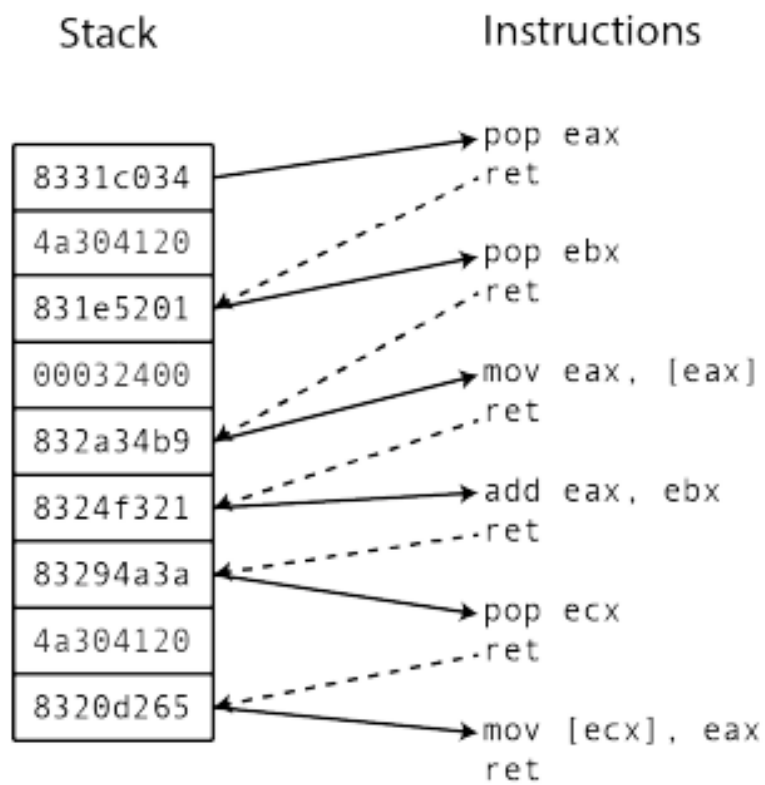 Stack
Instructions
8331c034
4a304120
831e5201
00032400
832a34b9
8324f321
83294a3a
4a304120
8320d265
pop eax
ret
pop ebx
ret
mov eax, [eax]
ret
add eax, ebx
ret
pop ecx
ret
mov [ecx], eax
ret